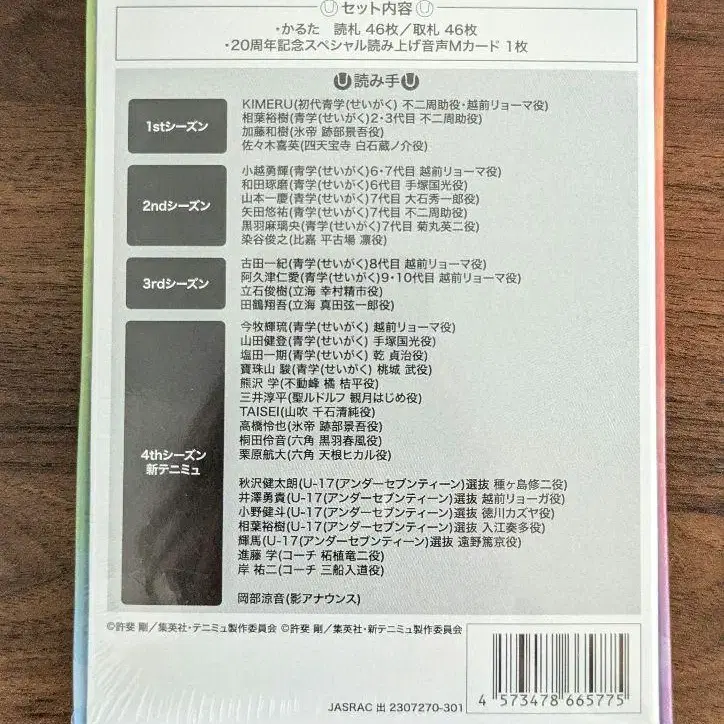 セット内容
・かるた 読札 46枚／取札 46枚
・20周年記念スペシャル読み上げ音声Mカード 1枚
読み手
1stシーズン
KIMERU(初代青学(せいがく) 不二周助役・越前リョーマ役)
相葉裕樹(青学(せいがく)2・3代目 不二周助役)
加藤和樹(氷帝 跡部景吾役)
佐々木喜英(四天宝寺 白石蔵ノ介役)
2ndシーズン
小越勇輝(青学(せいがく)6・7代目 越前リョーマ役)
和田琢磨(青学(せいがく)6代目 手塚国光役)
山本一慶(青学(せいがく)7代目 大石秀一郎役)
矢田悠祐(青学(せいがく)7代目 不二周助役)
黒羽麻璃央(青学(せいがく)7代目 菊丸英二役)
染谷俊之(比嘉 平古場 凛役)
3rdシーズン
古田一紀(青学(せいがく)8代目 越前リョーマ役)
阿久津仁愛(青学(せいがく)9・10代目 越前リョーマ役)
立石俊樹(立海 幸村精市役)
田鶴翔吾(立海 真田弦一郎役)
4thシーズン
新テニミュ
今牧輝琉(青学(せいがく) 越前リョーマ役)
山田健登(青学(せいがく) 手塚国光役)
塩田一期(青学(せいがく) 乾 貞治役)
寶珠山 駿(青学(せいがく) 桃城 武役)
熊沢 学(不動峰 橘 桔平役)
三井淳平(聖ルドルフ 観月はじめ役)
TAISEI(山吹 千石清純役)
高橋怜也(氷帝 跡部景吾役)
桐田伶音(六角 黒羽春風役)
栗原航大(六角 天根ヒカル役)
秋沢健太朗(U-17(アンダーセブンティーン)選抜 種ヶ島修二役)
井澤勇貴(U-17(アンダーセブンティーン)選抜 越前リョーガ役)
小野健斗(U-17(アンダーセブンティーン)選抜 徳川カズヤ役)
相葉裕樹(U-17(アンダーセブンティーン)選抜 入江奏多役)
輝馬(U-17(アンダーセブンティーン)選抜 遠野篤京役)
進藤 学(コーチ 柘植竜二役)
岸 祐二(コーチ 三船入道役)
岡部涼音(影アナウンス)
©許斐 剛／集英社・テニミュ製作委員会 ©許斐 剛／集英社・新テニミュ製作委員会
4 573478 665775
JASRAC 出 2307270-301